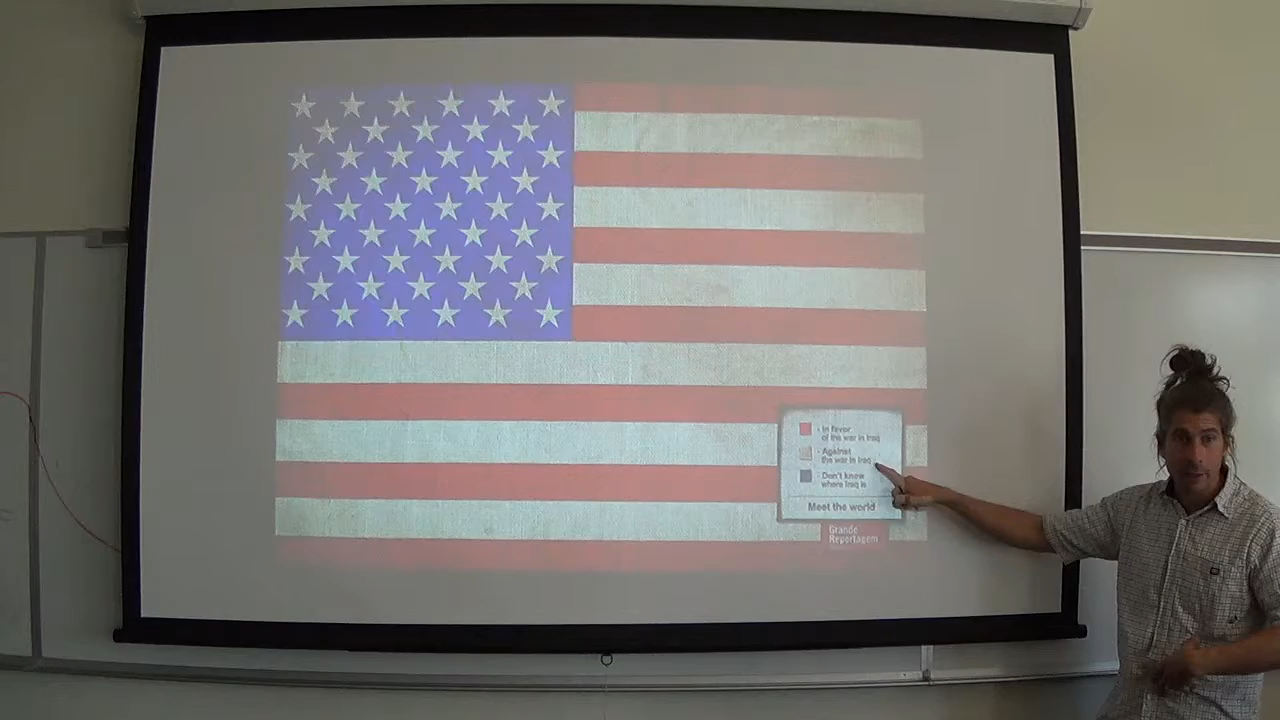 - In favor
of the war in Iraq
- Against
the war in Iraq
- Don't know
where Iraq is
Meet the world
Grande
Reportagem